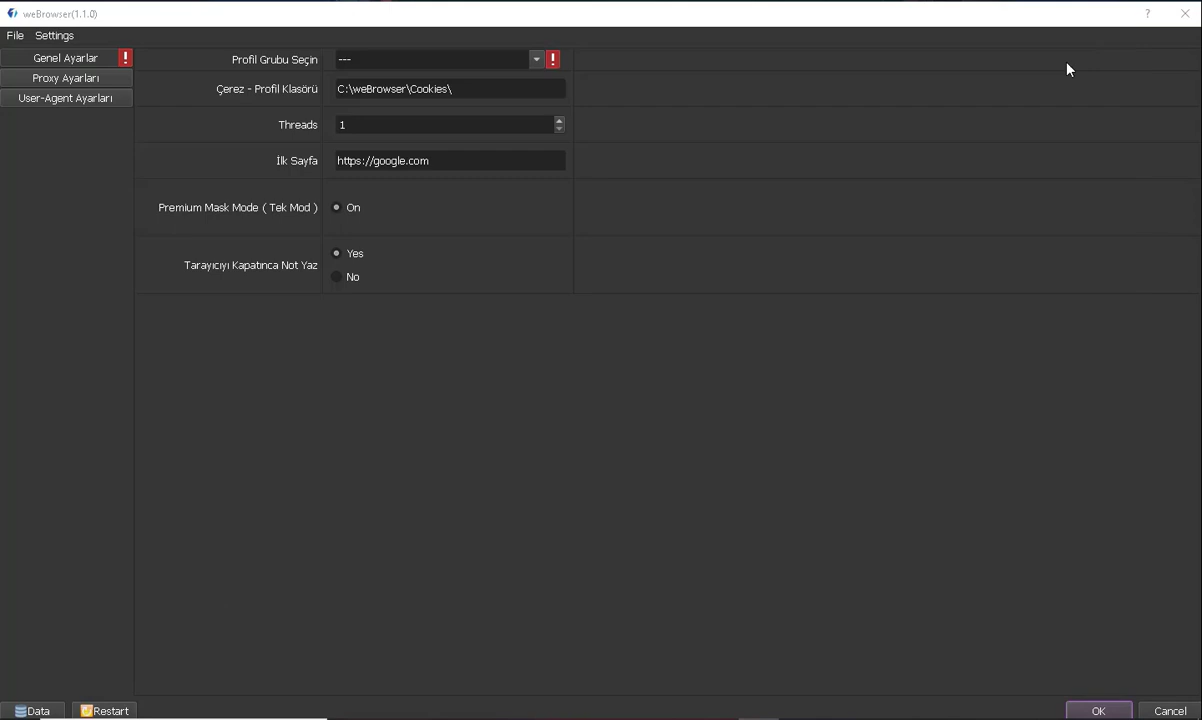 weBrowser(1.1.0)
?
File Settings
Genel Ayarlar !
Proxy Ayarları
User-Agent Ayarları
Profil Grubu Seçin --- !
Çerez - Profil Klasörü C:\weBrowser\Cookies\
Threads 1
İlk Sayfa https://google.com
Premium Mask Mode ( Tek Mod ) On
Tarayıcıyı Kapatınca Not Yaz Yes
No
Data Restart OK Cancel